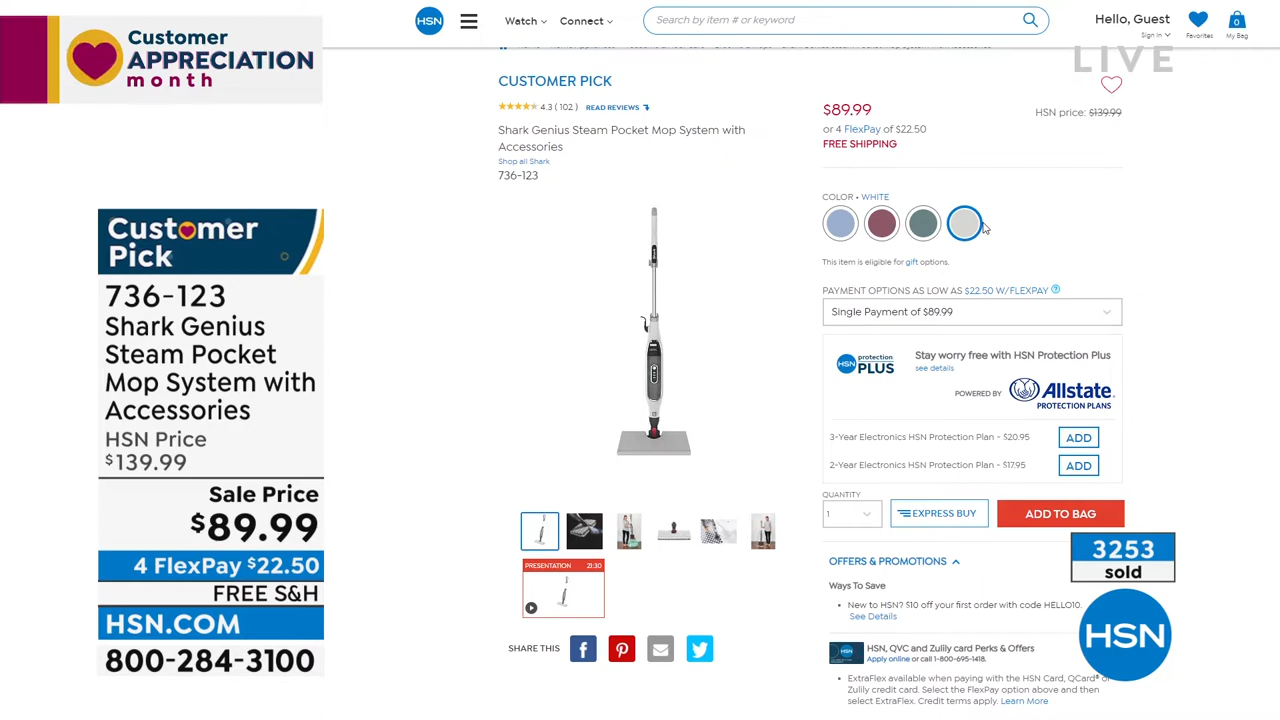 Customer
APPRECIATION
month
HSN
Watch
Connect
Search by item # or keyword
Hello, Guest
Sign in
Favorites
0
My Bag
LIVE
CUSTOMER PICK
4.3 ( 102 ) READ REVIEWS
Shark Genius Steam Pocket Mop System with
Accessories
Shop all Shark
736-123
$89.99
HSN price: $139.99
or 4 FlexPay of $22.50
FREE SHIPPING
COLOR • WHITE
This item is eligible for gift options.
PAYMENT OPTIONS AS LOW AS $22.50 W/FLEXPAY ?
Single Payment of $89.99
HSN protection PLUS
Stay worry free with HSN Protection Plus
see details
POWERED BY Allstate.
PROTECTION PLANS
3-Year Electronics HSN Protection Plan - $20.95 ADD
2-Year Electronics HSN Protection Plan - $17.95 ADD
QUANTITY
1
EXPRESS BUY
ADD TO BAG
PRESENTATION 21:30
OFFERS & PROMOTIONS
Ways To Save
• New to HSN? $10 off your first order with code HELLO10.
See Details
HSN, QVC and Zulily card Perks & Offers
Apply online or call 1-800-695-1418.
• ExtraFlex available when paying with the HSN Card, QCard® or
Zulily credit card. Select the FlexPay option above and then
select ExtraFlex. Credit terms apply. Learn More
SHARE THIS
Customer
Pick
736-123
Shark Genius
Steam Pocket
Mop System with
Accessories
HSN Price
$139.99
Sale Price
$89.99
4 FlexPay $22.50
FREE S&H
HSN.COM
800-284-3100
3253
sold
HSN